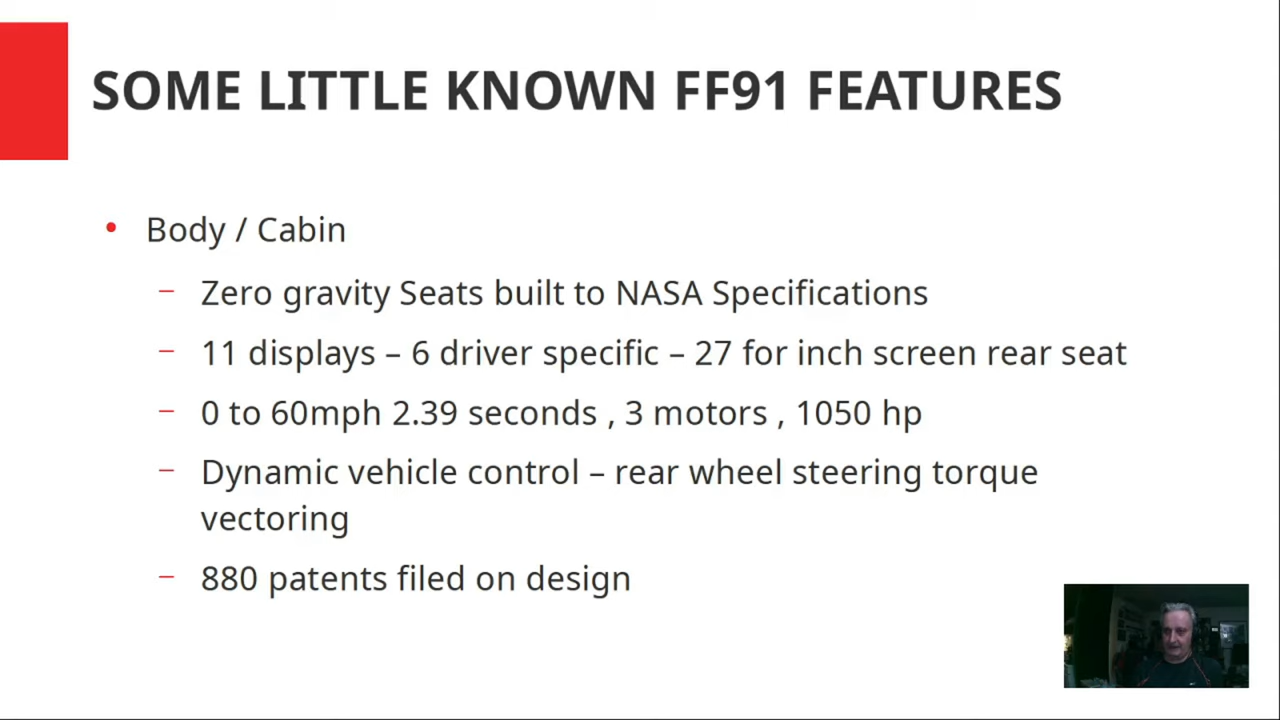 SOME LITTLE KNOWN FF91 FEATURES
• Body / Cabin
– Zero gravity Seats built to NASA Specifications
– 11 displays – 6 driver specific – 27 for inch screen rear seat
– 0 to 60mph 2.39 seconds , 3 motors , 1050 hp
– Dynamic vehicle control – rear wheel steering torque
vectoring
– 880 patents filed on design